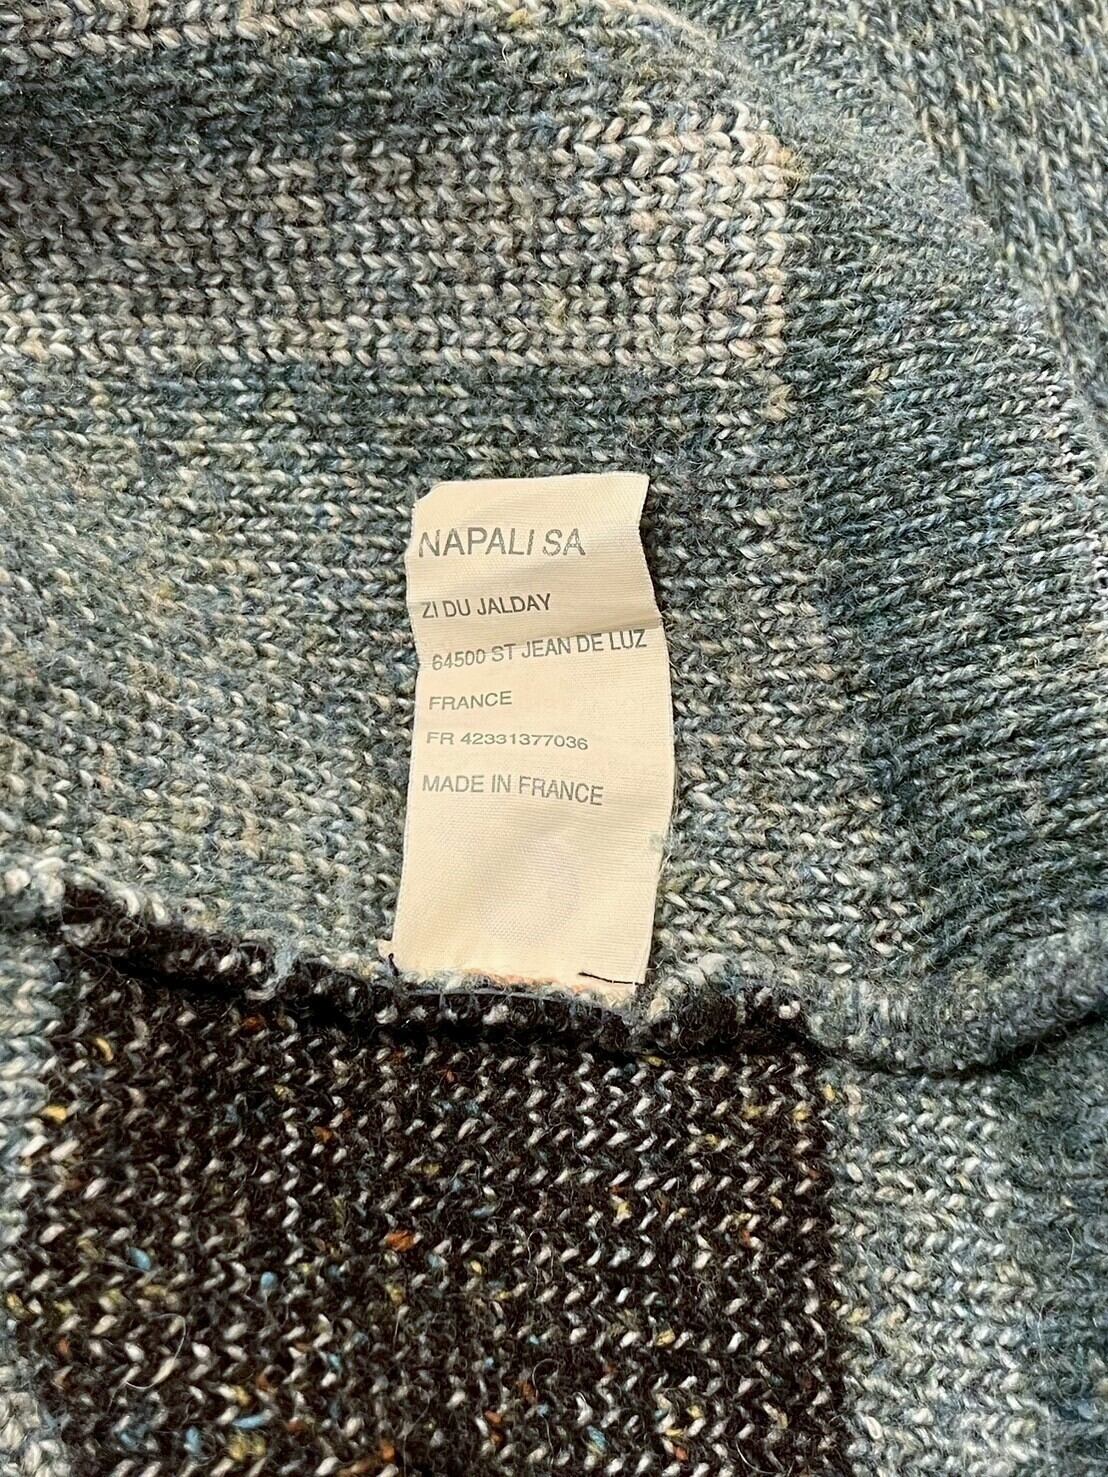 NAPALI SA
ZI DU JALDAY
64500 ST JEAN DE LUZ
FRANCE
FR 42331377036
MADE IN FRANCE